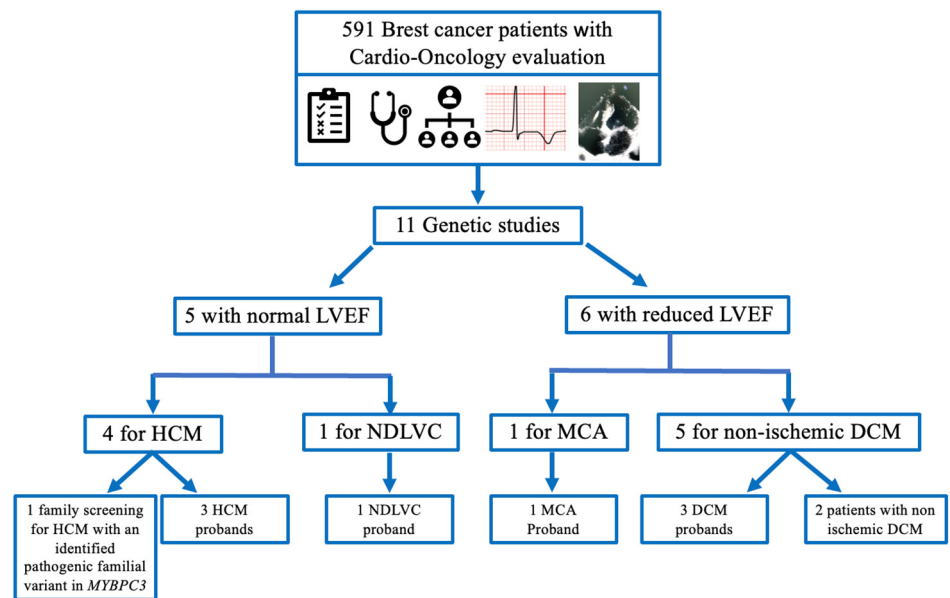 591 Brest cancer patients with
Cardio-Oncology evaluation
11 Genetic studies
5 with normal LVEF
6 with reduced LVEF
4 for HCM
1 for NDLVC
1 for MCA
5 for non-ischemic DCM
1 family screening
for HCM with an
identified
pathogenic familial
variant in MYBPC3
3 HCM
probands
1 NDLVC
proband
1 MCA
Proband
3 DCM
probands
2 patients with non
ischemic DCM